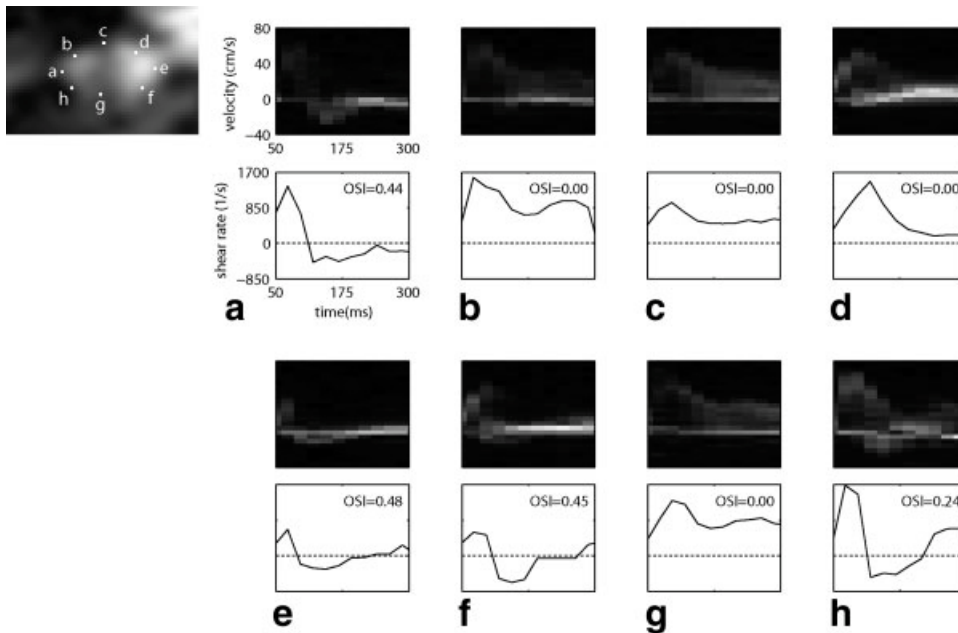 c
b
d
a
e
h
g
f
velocity (cm/s)
80
40
0
−40
50
175
300
shear rate (1/s)
1700
850
0
−850
50
175
300
time(ms)
OSI=0.44
OSI=0.00
OSI=0.00
OSI=0.00
a
b
c
d
OSI=0.48
OSI=0.45
OSI=0.00
OSI=0.24
e
f
g
h